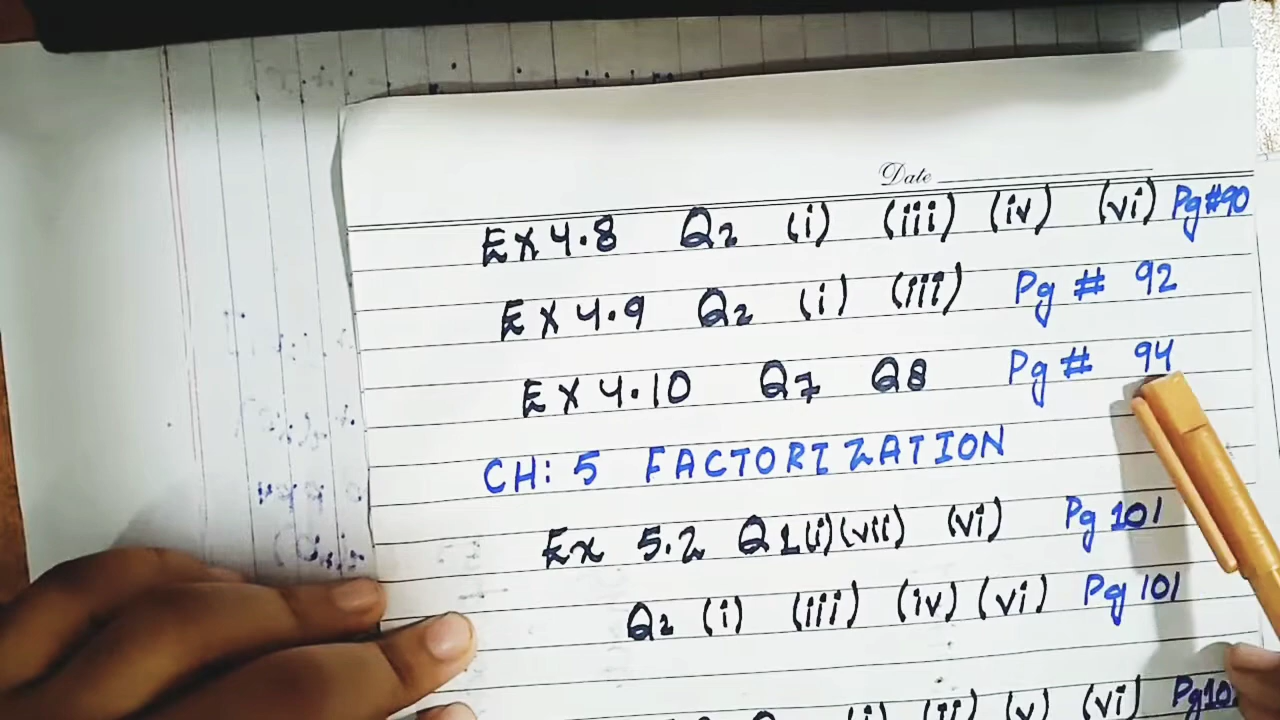 Date
Ex 4.8 Q2 (i) (iii) (iv) (vi) Pg #90
Ex 4.9 Q2 (i) (iii) Pg # 92
Ex 4.10 Q7 Q8 Pg # 94
CH: 5 FACTORIZATION
Ex 5.2 Q1(i)(vii) (vi) Pg 101
Q2 (i) (iii) (iv) (vi) Pg 101
(i) (ii) (v) (vi)